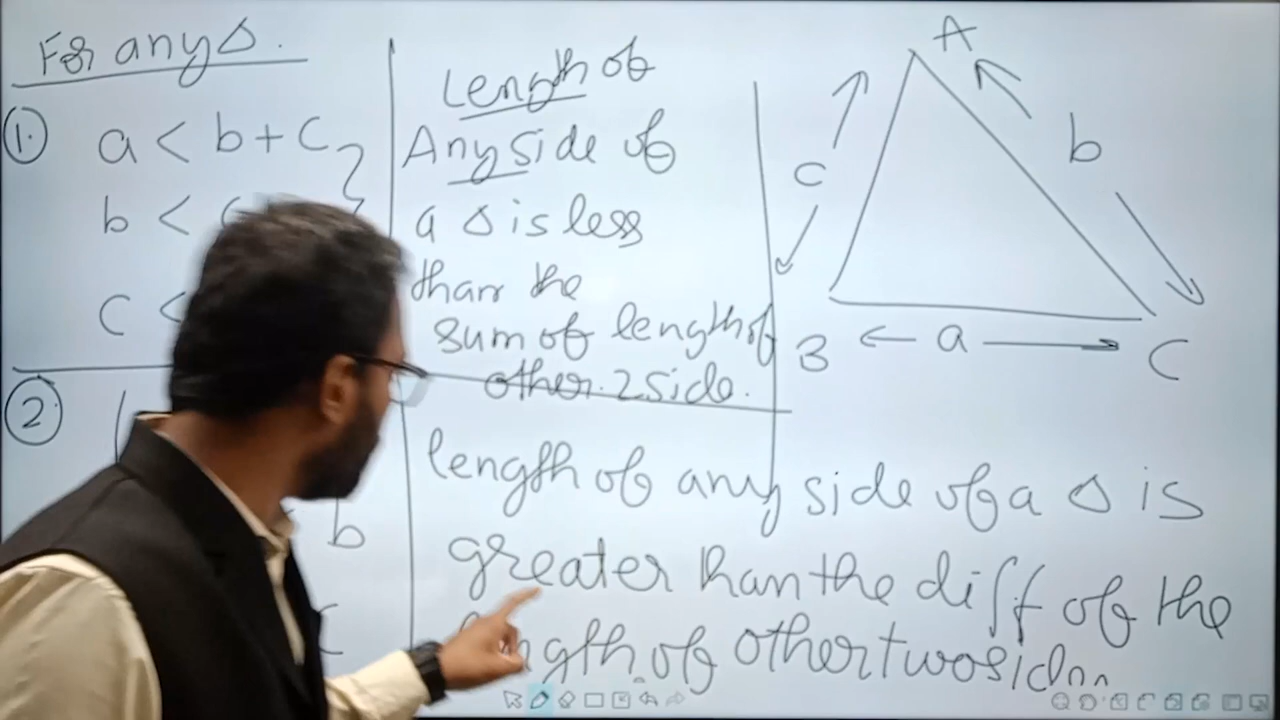 For any Δ.
1.
a < b + c
b <
c <
Length of
Any side of
a Δ is less
than the
sum of length of
other 2 side.
A
c
b
B
a
C
2.
b
length of any side of a Δ is
greater than the diff of the
length of other two sides